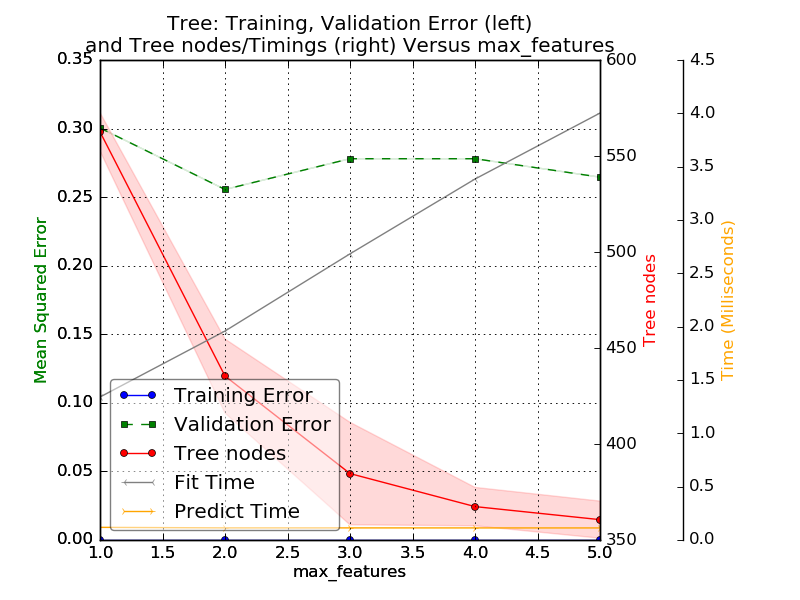 Tree: Training, Validation Error (left)
and Tree nodes/Timings (right) Versus max_features
0.35
0.30
0.25
0.20
0.15
0.10
0.05
0.00
Mean Squared Error
600
550
500
450
400
350
Tree nodes
4.5
4.0
3.5
3.0
2.5
2.0
1.5
1.0
0.5
0.0
Time (Milliseconds)
Training Error
Validation Error
Tree nodes
Fit Time
Predict Time
1.0 1.5 2.0 2.5 3.0 3.5 4.0 4.5 5.0
max_features